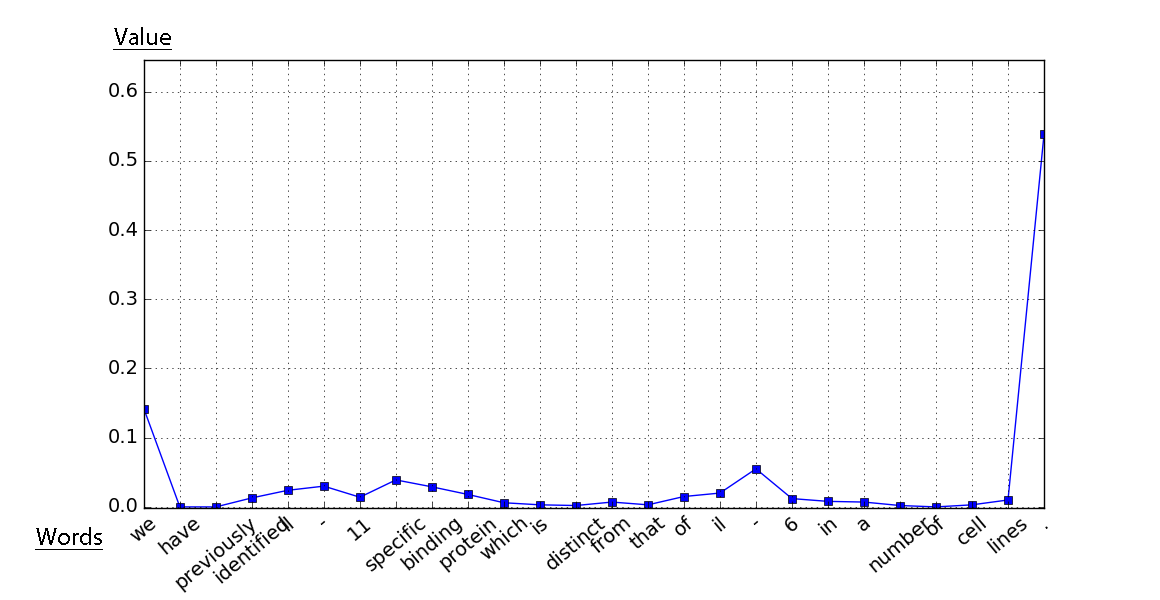 Value
0.6
0.5
0.4
0.3
0.2
0.1
0.0
Words
we
have
previously
identified
il
-
11
specific
binding
protein
which
is
distinct
from
that
of
il
-
6
in
a
number
of
cell
lines
.